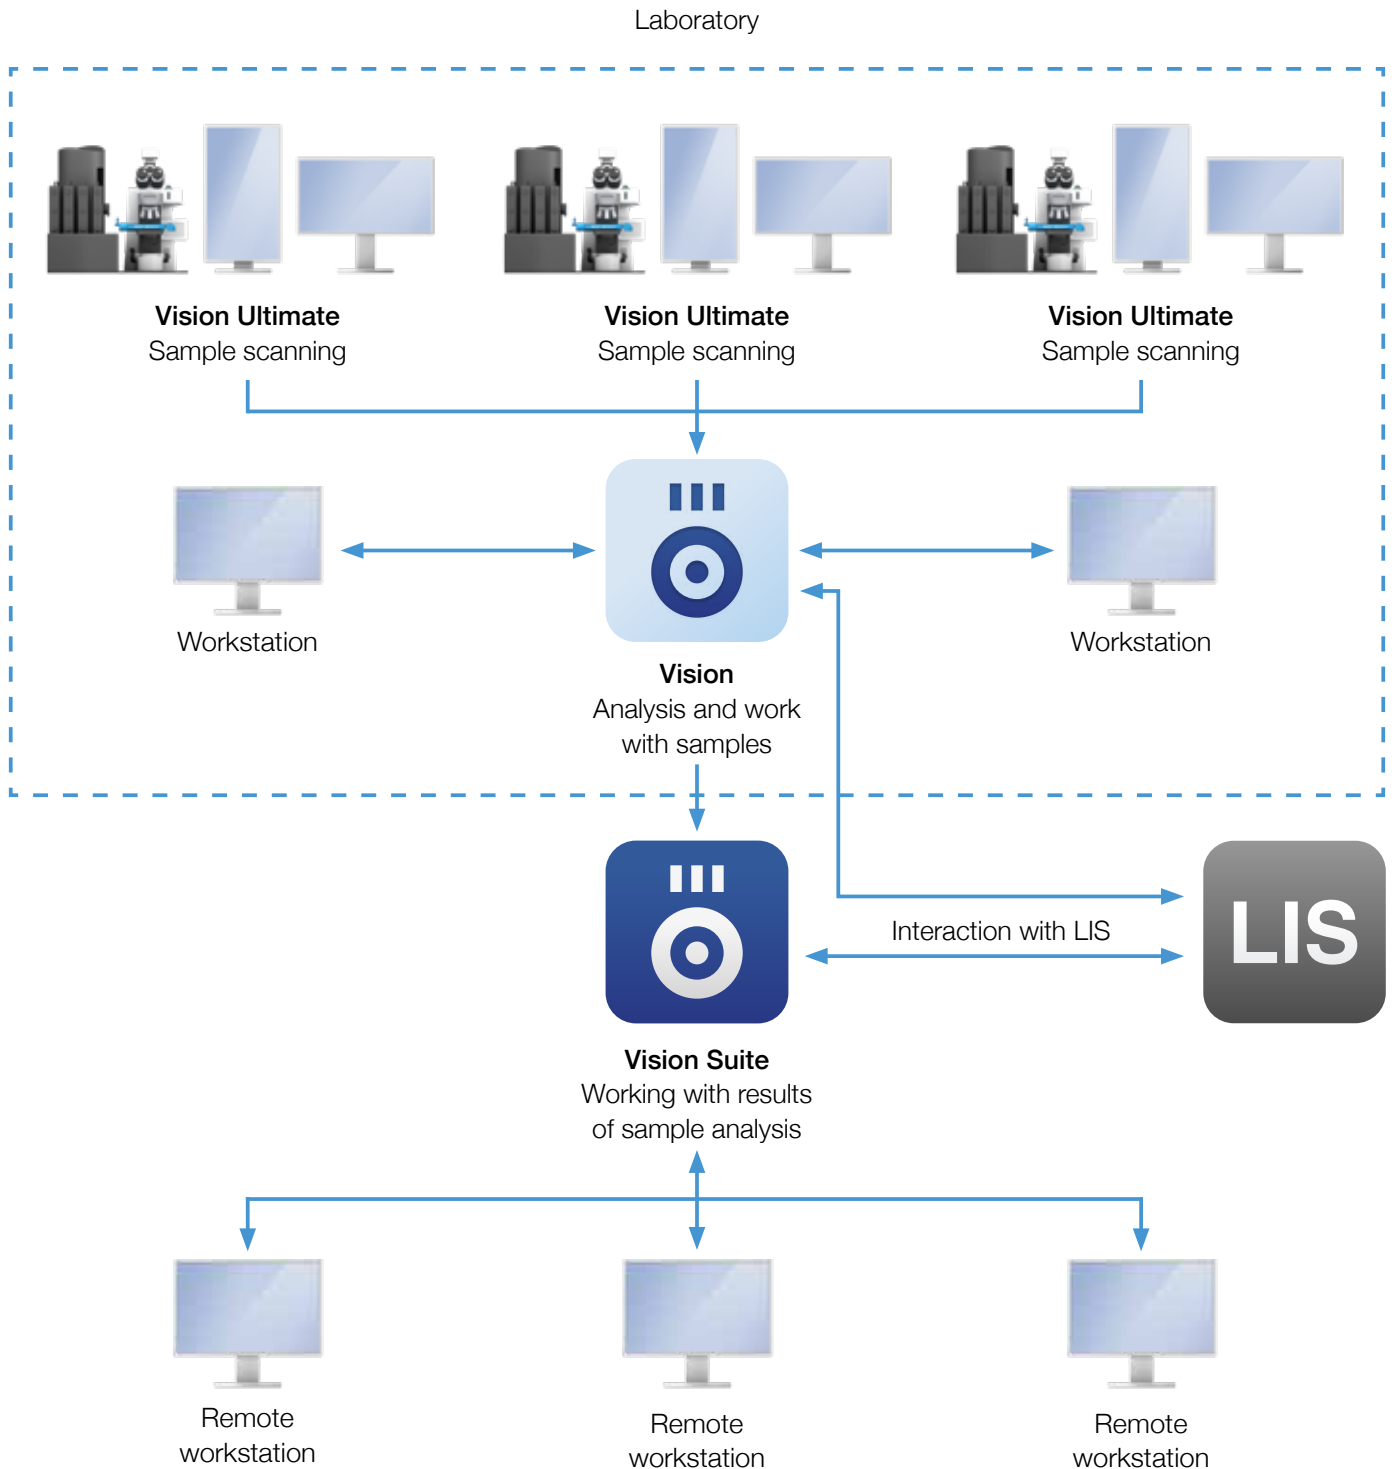 Laboratory
Vision Ultimate
Sample scanning
Vision Ultimate
Sample scanning
Vision Ultimate
Sample scanning
Workstation
Workstation
Vision
Analysis and work
with samples
Interaction with LIS
LIS
Vision Suite
Working with results
of sample analysis
Remote
workstation
Remote
workstation
Remote
workstation